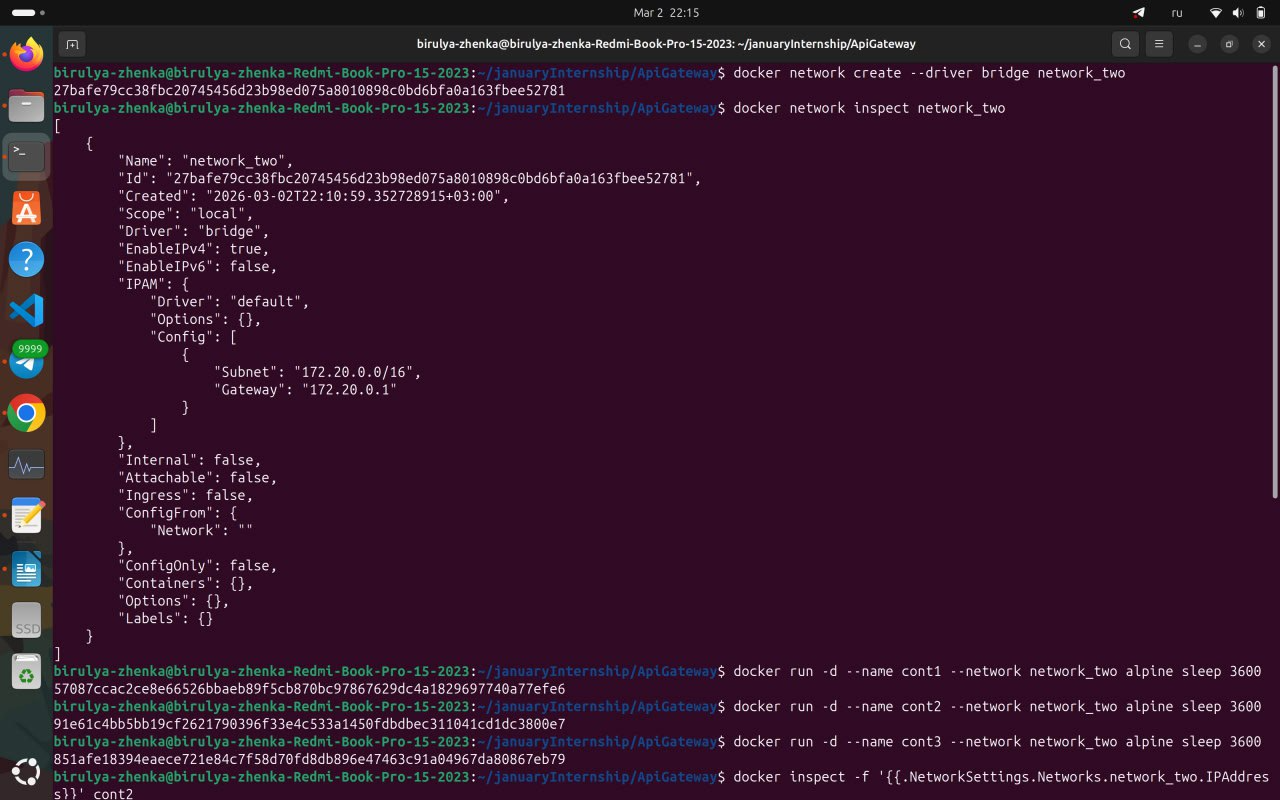 Mar 2 22:15
ru
birulya-zhenka@birulya-zhenka-Redmi-Book-Pro-15-2023: ~/januaryInternship/ApiGateway
birulya-zhenka@birulya-zhenka-Redmi-Book-Pro-15-2023:~/januaryInternship/ApiGateway$ docker network create --driver bridge network_two
27bafe79cc38fbc20745456d23b98ed075a8010898c0bd6bfa0a163fbee52781
birulya-zhenka@birulya-zhenka-Redmi-Book-Pro-15-2023:~/januaryInternship/ApiGateway$ docker network inspect network_two
[
    {
        "Name": "network_two",
        "Id": "27bafe79cc38fbc20745456d23b98ed075a8010898c0bd6bfa0a163fbee52781",
        "Created": "2026-03-02T22:10:59.352728915+03:00",
        "Scope": "local",
        "Driver": "bridge",
        "EnableIPv4": true,
        "EnableIPv6": false,
        "IPAM": {
            "Driver": "default",
            "Options": {},
            "Config": [
                {
                    "Subnet": "172.20.0.0/16",
                    "Gateway": "172.20.0.1"
                }
            ]
        },
        "Internal": false,
        "Attachable": false,
        "Ingress": false,
        "ConfigFrom": {
            "Network": ""
        },
        "ConfigOnly": false,
        "Containers": {},
        "Options": {},
        "Labels": {}
    }
]
birulya-zhenka@birulya-zhenka-Redmi-Book-Pro-15-2023:~/januaryInternship/ApiGateway$ docker run -d --name cont1 --network network_two alpine sleep 3600
57087ccac2ce8e66526bbaeb89f5cb870bc97867629dc4a1829697740a77efe6
birulya-zhenka@birulya-zhenka-Redmi-Book-Pro-15-2023:~/januaryInternship/ApiGateway$ docker run -d --name cont2 --network network_two alpine sleep 3600
91e61c4bb5bb19cf2621790396f33e4c533a1450fdbdbec311041cd1dc3800e7
birulya-zhenka@birulya-zhenka-Redmi-Book-Pro-15-2023:~/januaryInternship/ApiGateway$ docker run -d --name cont3 --network network_two alpine sleep 3600
851afe18394eaece721e84c7f58d70fd8db896e47463c91a04967da80867eb79
birulya-zhenka@birulya-zhenka-Redmi-Book-Pro-15-2023:~/januaryInternship/ApiGateway$ docker inspect -f '{{.NetworkSettings.Networks.network_two.IPAddres
s}}' cont2
9999
SSD